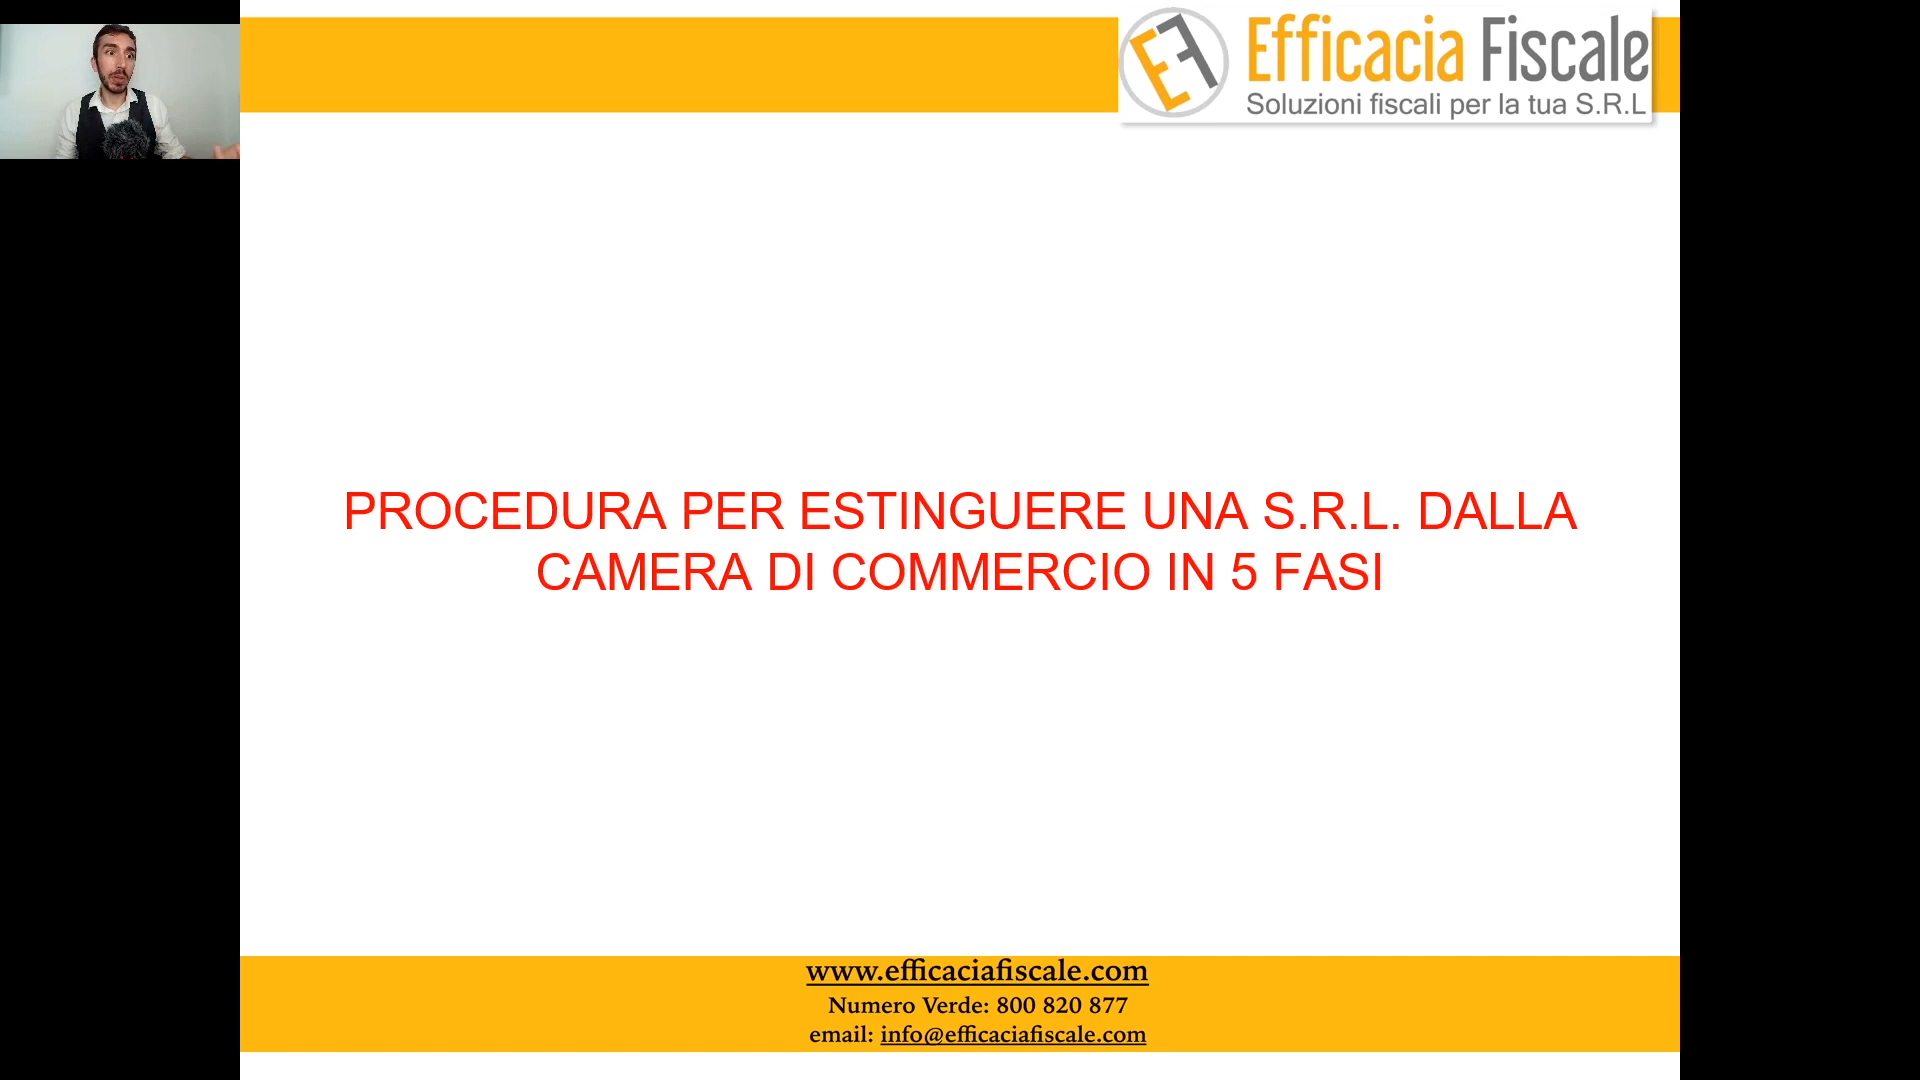 EF
Efficacia Fiscale
Soluzioni fiscali per la tua S.R.L
PROCEDURA PER ESTINGUERE UNA S.R.L. DALLA
CAMERA DI COMMERCIO IN 5 FASI
www.efficaciafiscale.com
Numero Verde: 800 820 877
email: info@efficaciafiscale.com